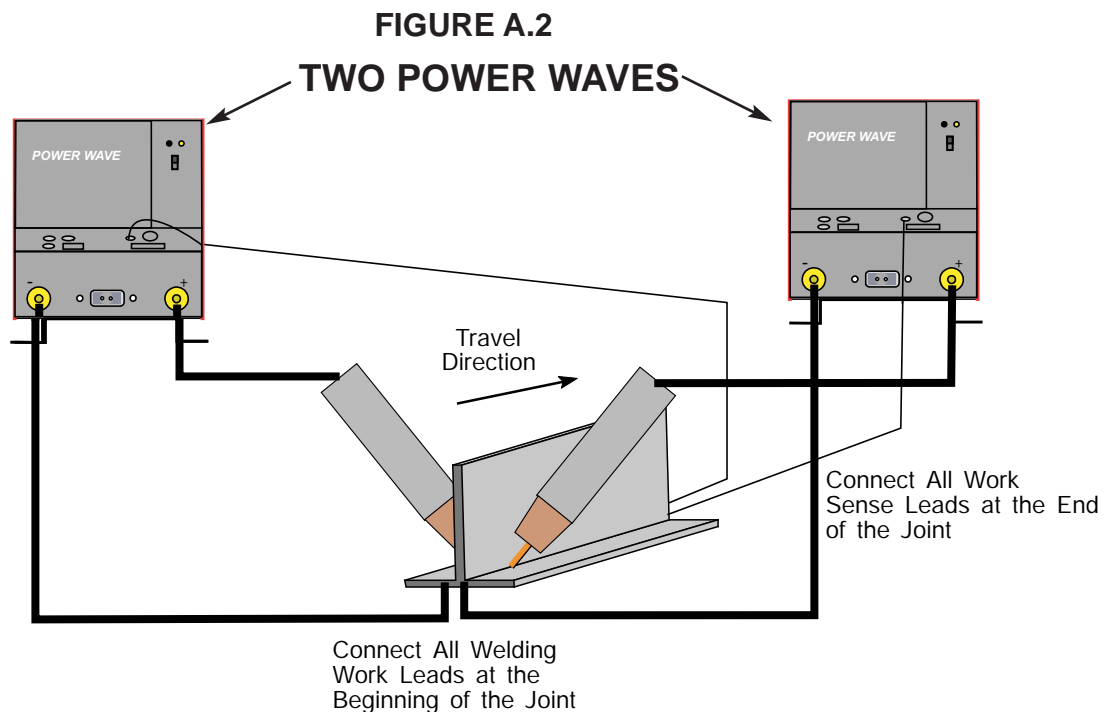 FIGURE A.2
TWO POWER WAVES
POWER WAVE
POWER WAVE
- +
- +
Travel
Direction
Connect All Work
Sense Leads at the End
of the Joint
Connect All Welding
Work Leads at the
Beginning of the Joint